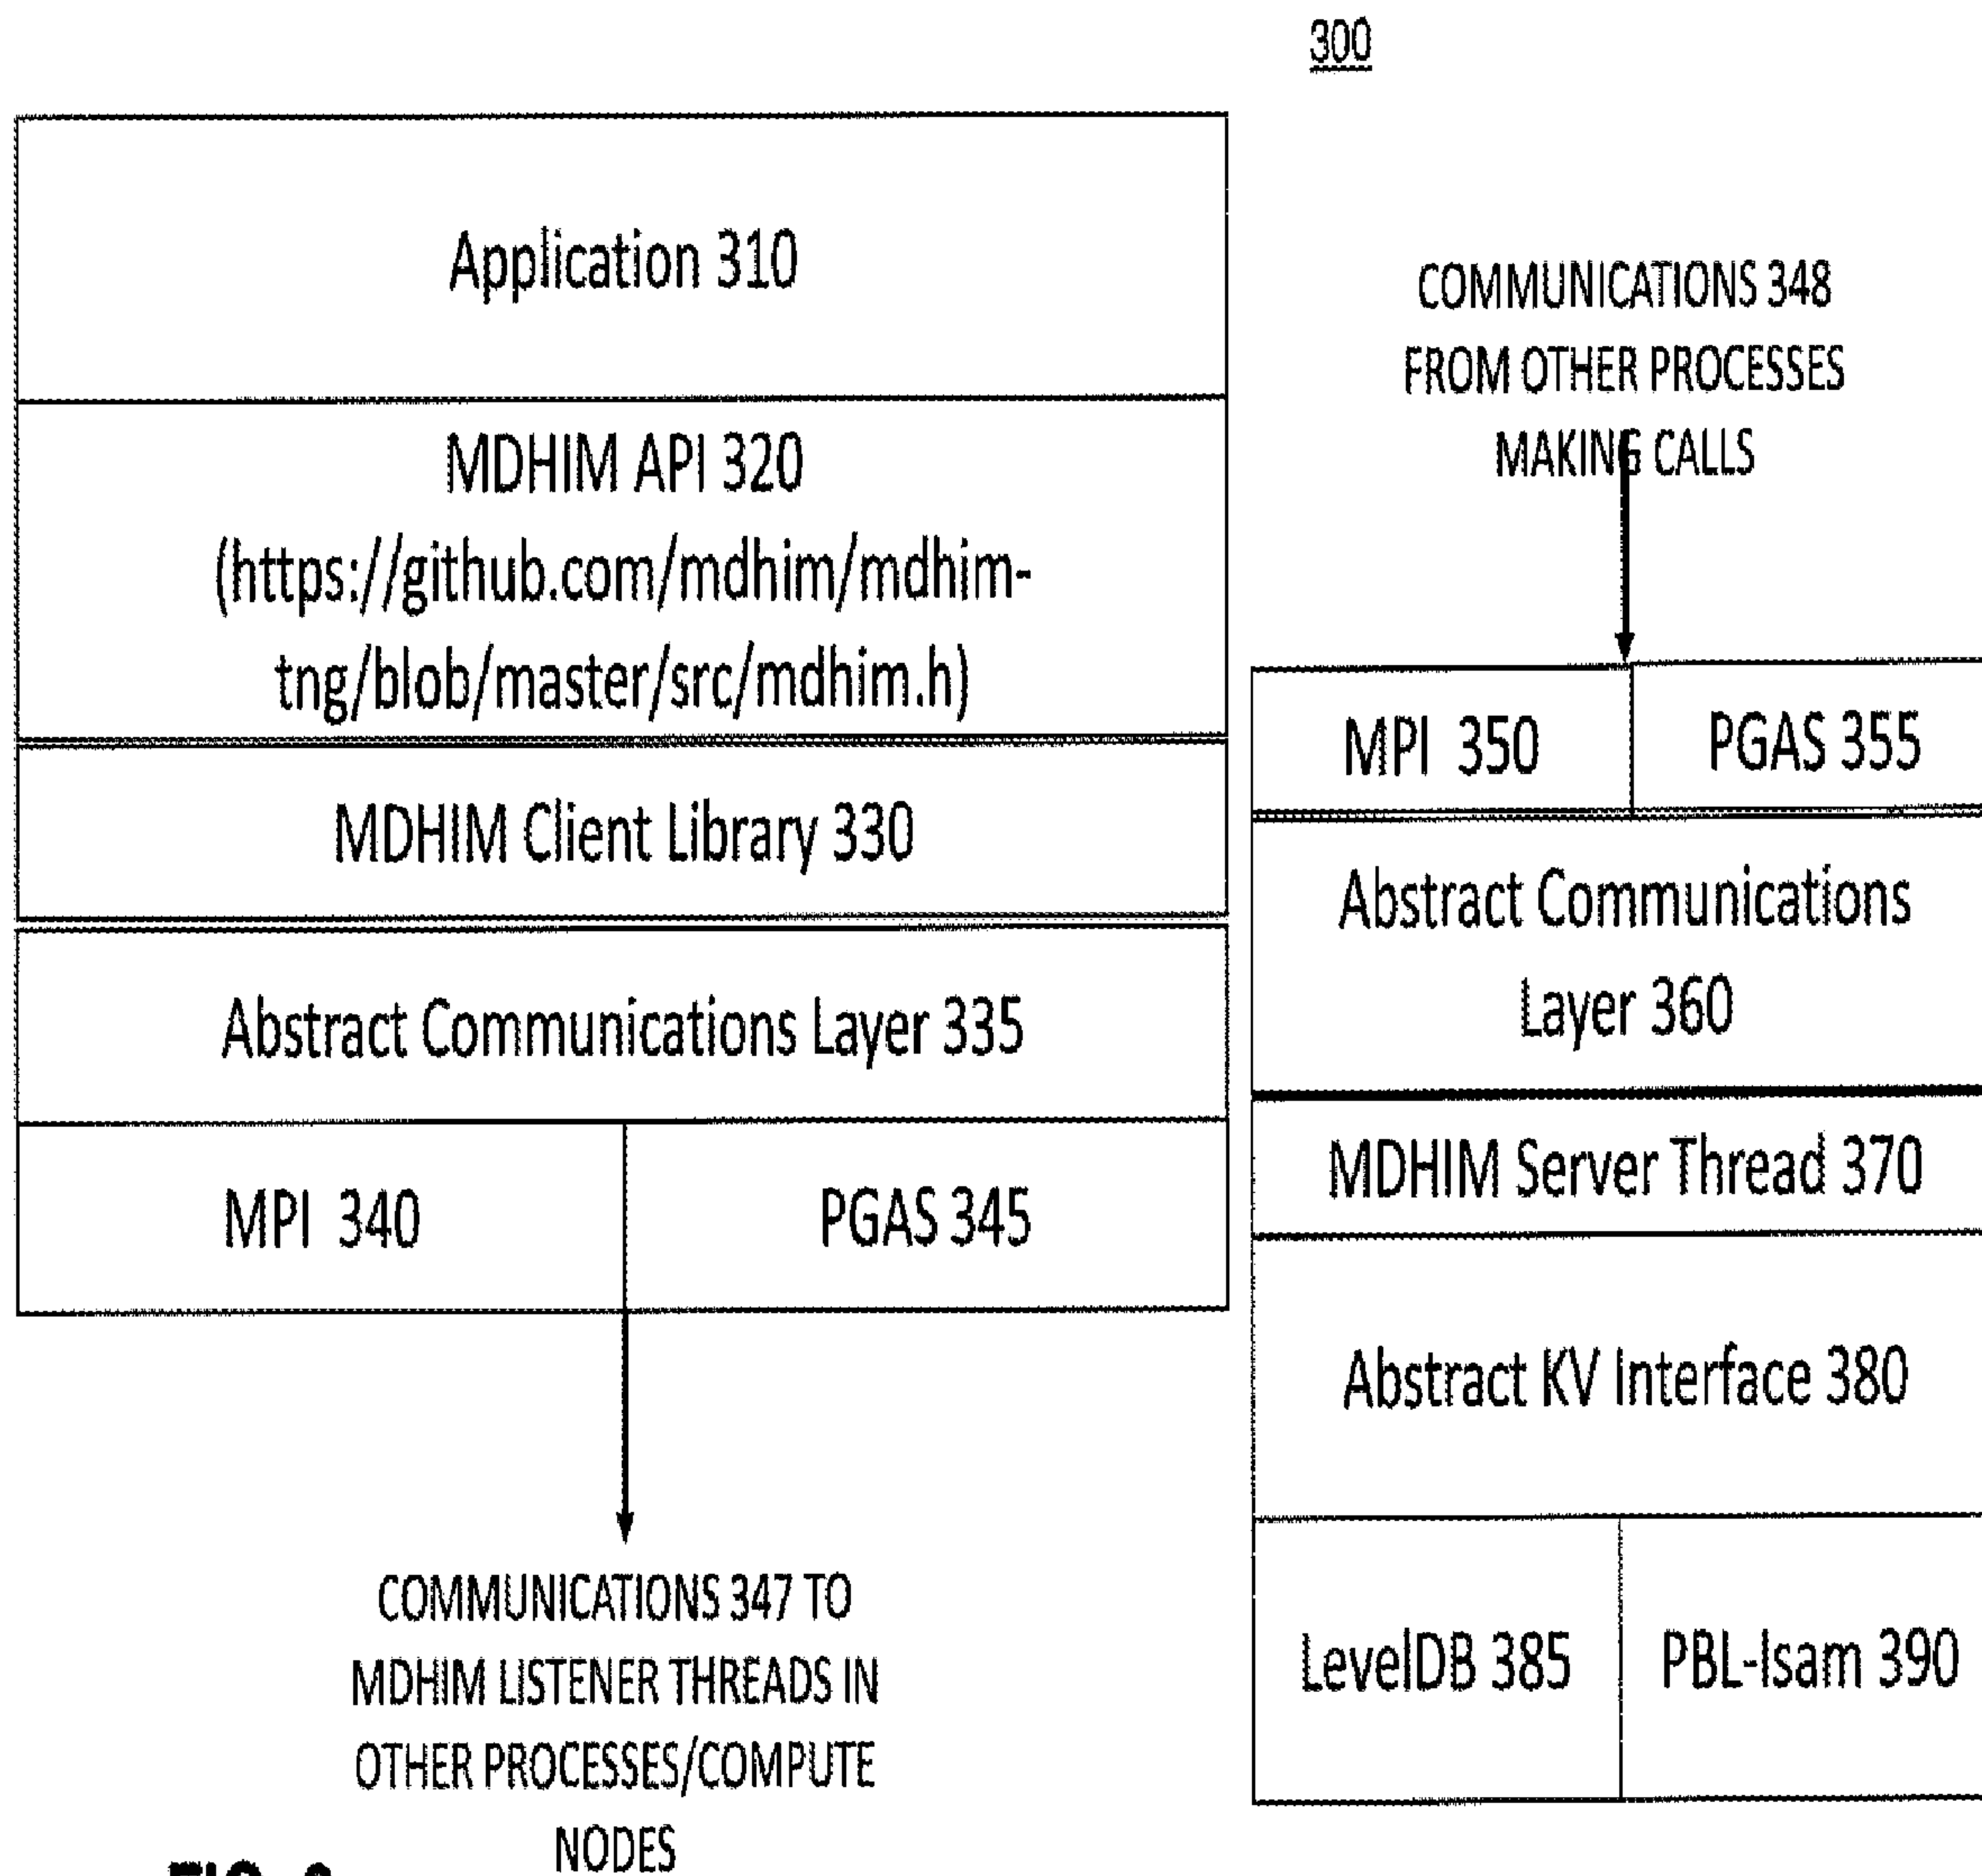 300
Application 310
MDHIM API 320
(https://github.com/mdhim/mdhim-
tng/blob/master/src/mdhim.h)
MDHIM Client Library 330
Abstract Communications Layer 335
MPI 340
PGAS 345
COMMUNICATIONS 347 TO
MDHIM LISTENER THREADS IN
OTHER PROCESSES/COMPUTE
NODES
COMMUNICATIONS 348
FROM OTHER PROCESSES
MAKING CALLS
MPI 350
PGAS 355
Abstract Communications
Layer 360
MDHIM Server Thread 370
Abstract KV Interface 380
LevelDB 385
PBL-Isam 390